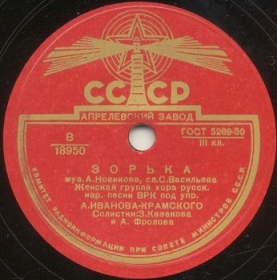 СССР
АПРЕЛЕВСКИЙ ЗАВОД
В
18950
ГОСТ 5289-50
III кл.
ЗОРЬКА
муз. А. Новикова, сл. С. Васильева
Женская группа хора русск.
нар. песни ВРК под упр.
А. ИВАНОВА-КРАМСКОГО
Солистки: З. Калакова
и А. Фролова
КОМИТЕТ РАДИОИНФОРМАЦИИ ПРИ СОВЕТЕ МИНИСТРОВ СССР